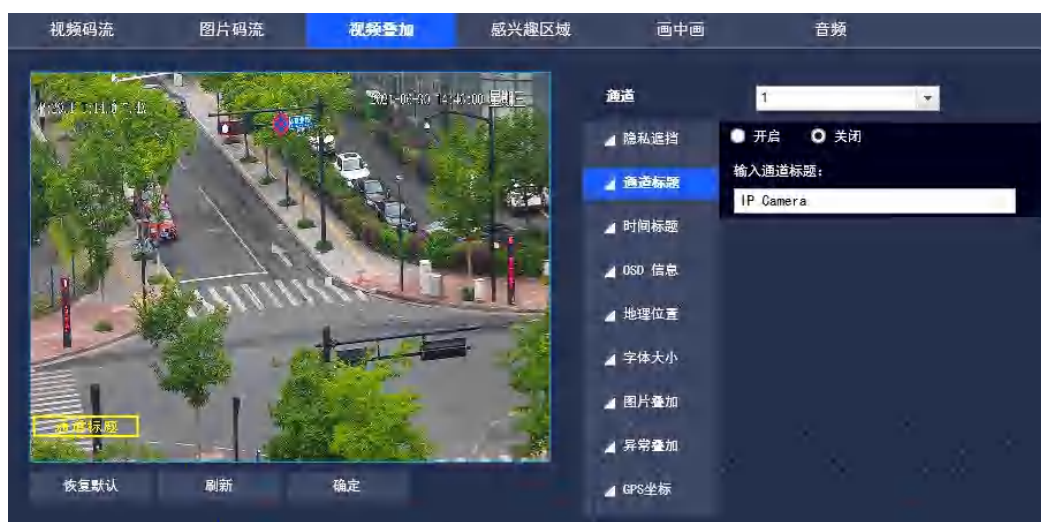 视频码流 图片码流 视频叠加 感兴趣区域 画中画 音频
通道 1
隐私遮挡
开启 关闭
通道标题
输入通道标题:
IP Camera
时间标题
OSD 信息
地理位置
字体大小
图片叠加
异常叠加
GPS坐标
通道标题
恢复默认 刷新 确定